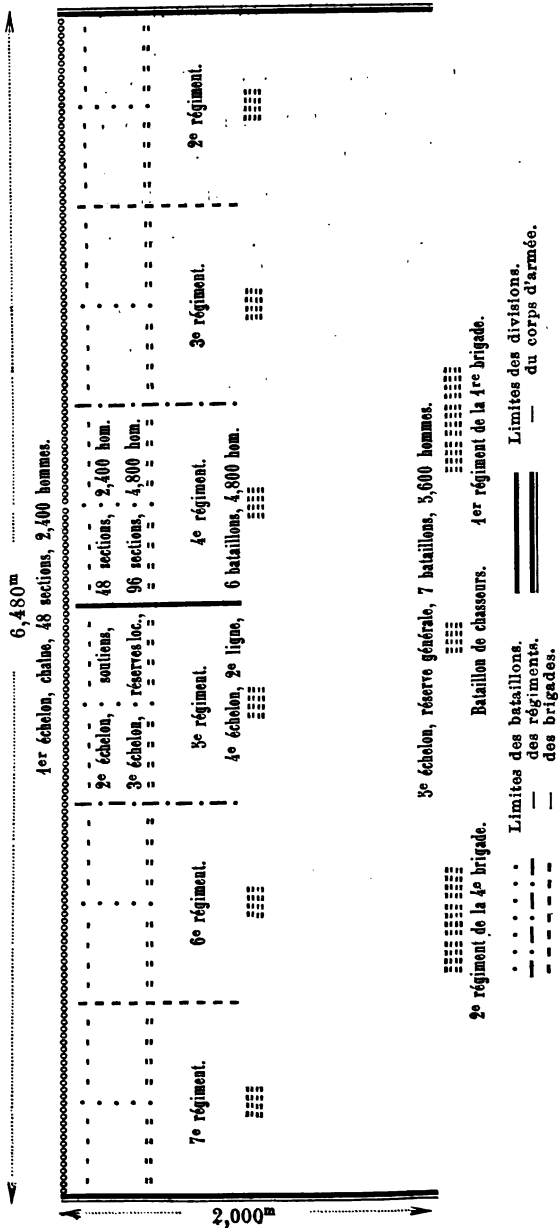 6,480m
1er échelon, chaîne, 48 sections, 2,400 hommes.
2e échelon, soutiens, 48 sections, 2,400 hom.
3e échelon, réserves loc., 96 sections, 4,800 hom.
7e régiment. 6e régiment. 5e régiment. 4e régiment. 3e régiment. 2e régiment.
4e échelon, 2e ligne, 6 bataillons, 4,800 hom.
2,000m
5e échelon, réserve générale, 7 bataillons, 5,600 hommes.
2e régiment de la 4e brigade. Bataillon de chasseurs. 1er régiment de la 1re brigade.
Limites des bataillons.
— des régiments.
— des brigades.
Limites des divisions.
— du corps d'armée.